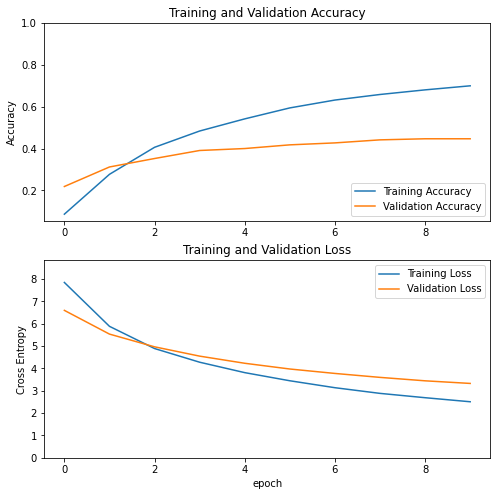 Training and Validation Accuracy
1.0
0.8
0.6
0.4
0.2
Accuracy
Training Accuracy
Validation Accuracy
0 2 4 6 8
Training and Validation Loss
8
7
6
5
4
3
2
1
0
Cross Entropy
Training Loss
Validation Loss
0 2 4 6 8
epoch